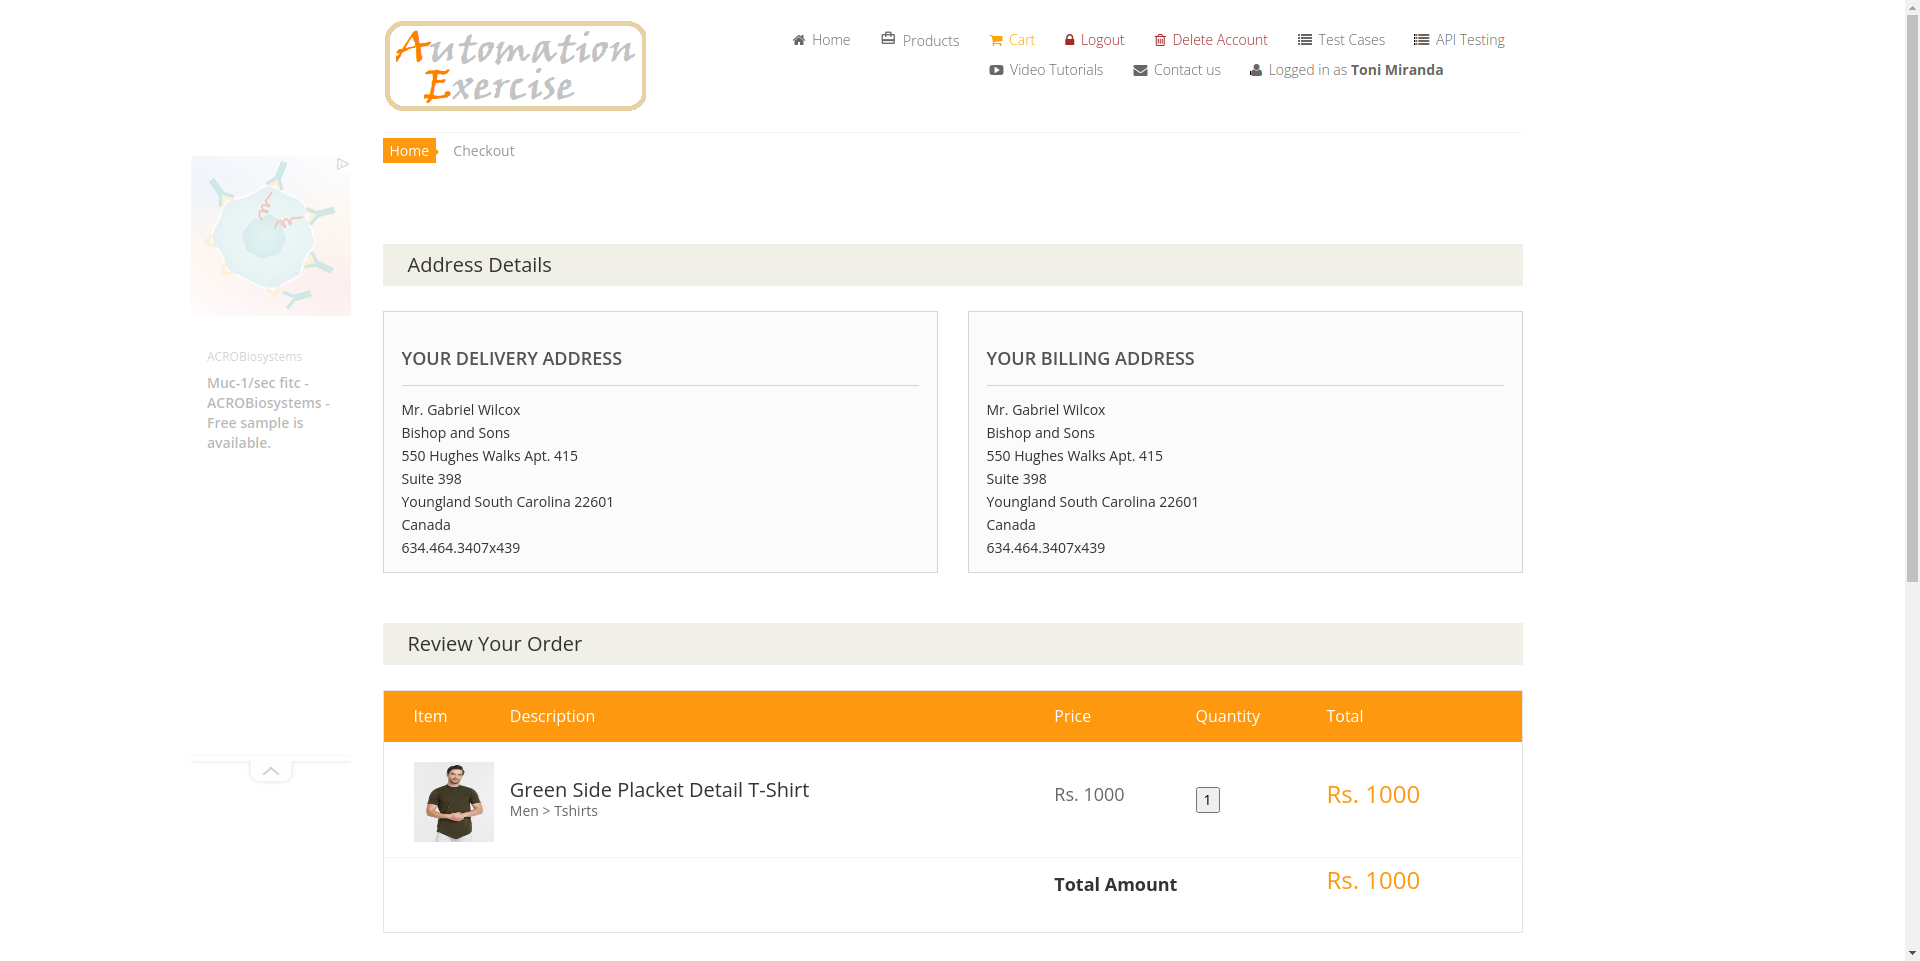 Automation
Exercise
Home
Products
Cart
Logout
Delete Account
Test Cases
API Testing
Video Tutorials
Contact us
Logged in as Toni Miranda
Home
Checkout
ACROBiosystems
Muc-1/sec fitc -
ACROBiosystems -
Free sample is
available.
Address Details
YOUR DELIVERY ADDRESS
Mr. Gabriel Wilcox
Bishop and Sons
550 Hughes Walks Apt. 415
Suite 398
Youngland South Carolina 22601
Canada
634.464.3407x439
YOUR BILLING ADDRESS
Mr. Gabriel Wilcox
Bishop and Sons
550 Hughes Walks Apt. 415
Suite 398
Youngland South Carolina 22601
Canada
634.464.3407x439
Review Your Order
Item Description Price Quantity Total
Green Side Placket Detail T-Shirt
Men > Tshirts
Rs. 1000
1
Rs. 1000
Total Amount
Rs. 1000